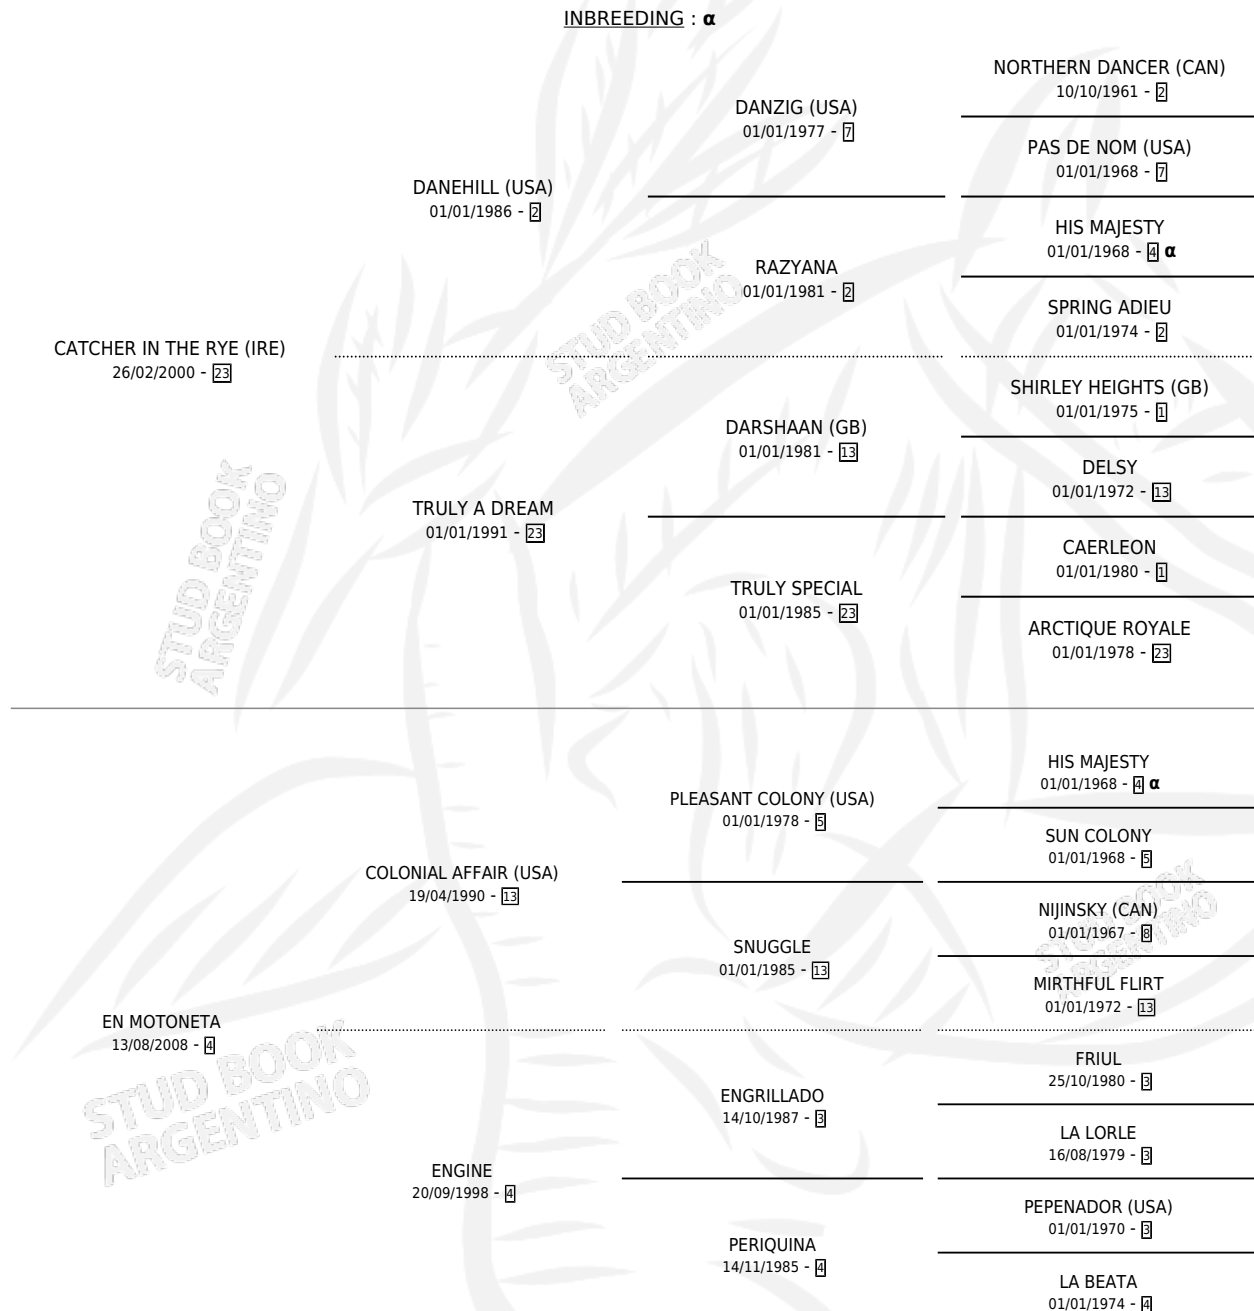 INBREEDING : α
NORTHERN DANCER (CAN)
10/10/1961 - 2
DANZIG (USA)
01/01/1977 - 7
PAS DE NOM (USA)
01/01/1968 - 7
DANEHILL (USA)
01/01/1986 - 2
HIS MAJESTY
01/01/1968 - 4 α
RAZYANA
01/01/1981 - 2
SPRING ADIEU
01/01/1974 - 2
CATCHER IN THE RYE (IRE)
26/02/2000 - 23
SHIRLEY HEIGHTS (GB)
01/01/1975 - 1
DARSHAAN (GB)
01/01/1981 - 13
DELSY
01/01/1972 - 13
TRULY A DREAM
01/01/1991 - 23
CAERLEON
01/01/1980 - 1
TRULY SPECIAL
01/01/1985 - 23
ARCTIQUE ROYALE
01/01/1978 - 23
HIS MAJESTY
01/01/1968 - 4 α
PLEASANT COLONY (USA)
01/01/1978 - 5
SUN COLONY
01/01/1968 - 5
COLONIAL AFFAIR (USA)
19/04/1990 - 13
NIJINSKY (CAN)
01/01/1967 - 8
SNUGGLE
01/01/1985 - 13
MIRTHFUL FLIRT
01/01/1972 - 13
EN MOTONETA
13/08/2008 - 4
FRIUL
25/10/1980 - 3
ENGRILLADO
14/10/1987 - 3
LA LORLE
16/08/1979 - 3
ENGINE
20/09/1998 - 4
PEPENADOR (USA)
01/01/1970 - 3
PERIQUINA
14/11/1985 - 4
LA BEATA
01/01/1974 - 4
STUD BOOK
ARGENTINO
STUD BOOK
ARGENTINO
STUD BOOK
ARGENTINO
STUD BOOK
ARGENTINO